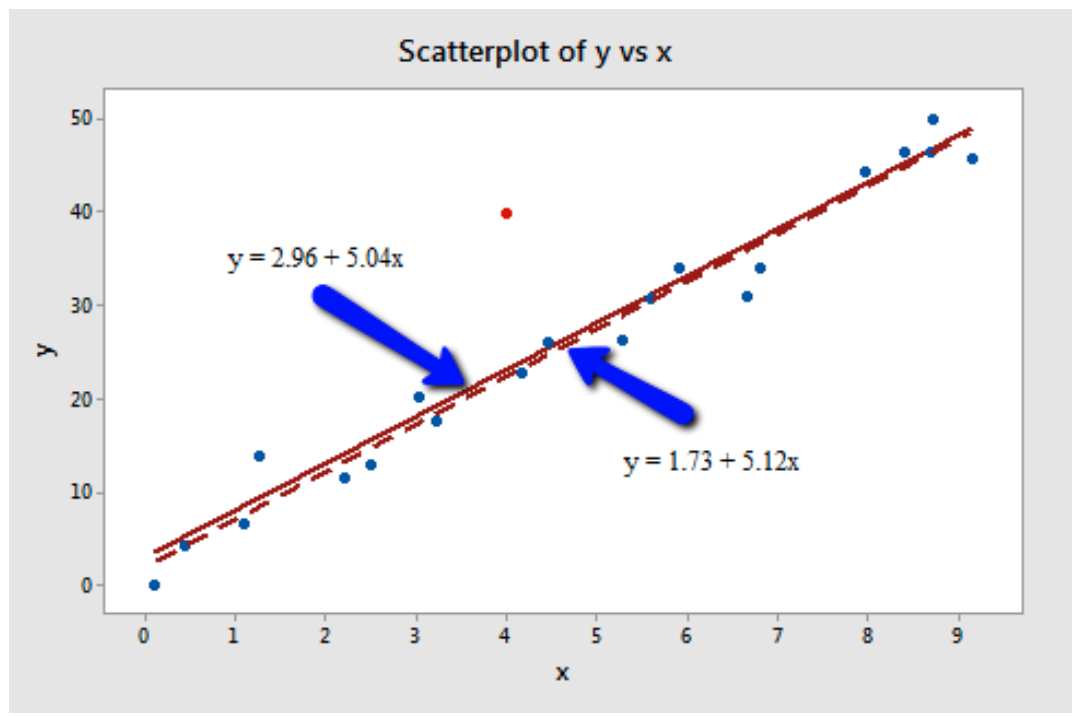 Scatterplot of y vs x
50
40
30
20
10
0
y
y = 2.96 + 5.04x
y = 1.73 + 5.12x
0 1 2 3 4 5 6 7 8 9
x